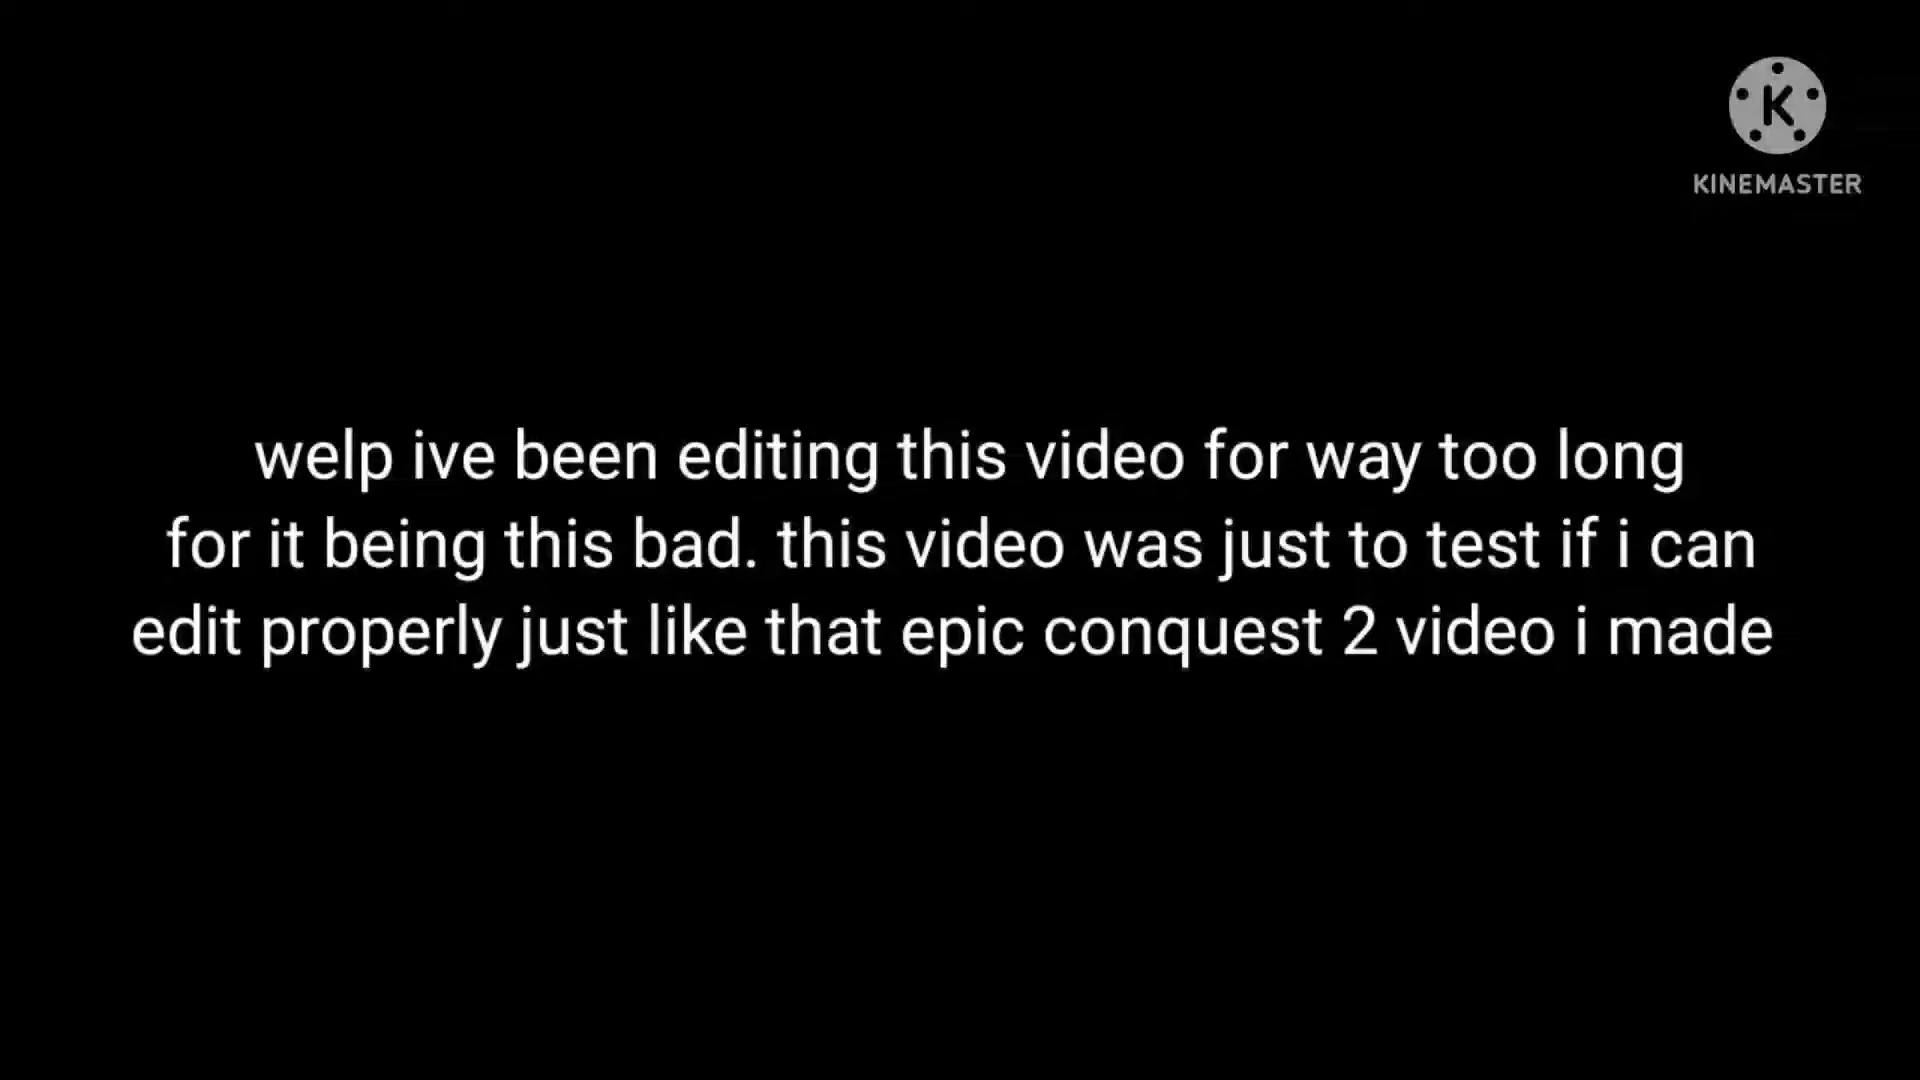 K
KINEMASTER
welp ive been editing this video for way too long
for it being this bad. this video was just to test if i can
edit properly just like that epic conquest 2 video i made